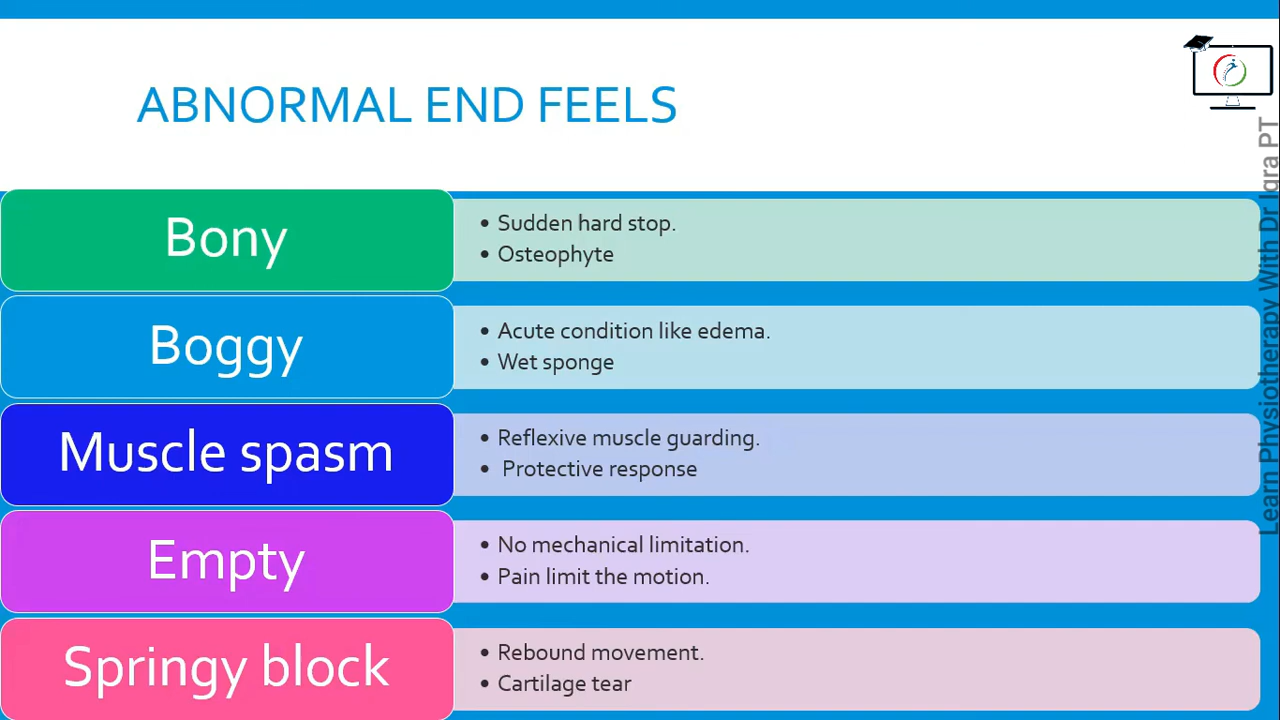 ABNORMAL END FEELS
Bony
• Sudden hard stop.
• Osteophyte
Boggy
• Acute condition like edema.
• Wet sponge
Muscle spasm
• Reflexive muscle guarding.
• Protective response
Empty
• No mechanical limitation.
• Pain limit the motion.
Springy block
• Rebound movement.
• Cartilage tear
Learn Physiotherapy With Dr Iqra PT